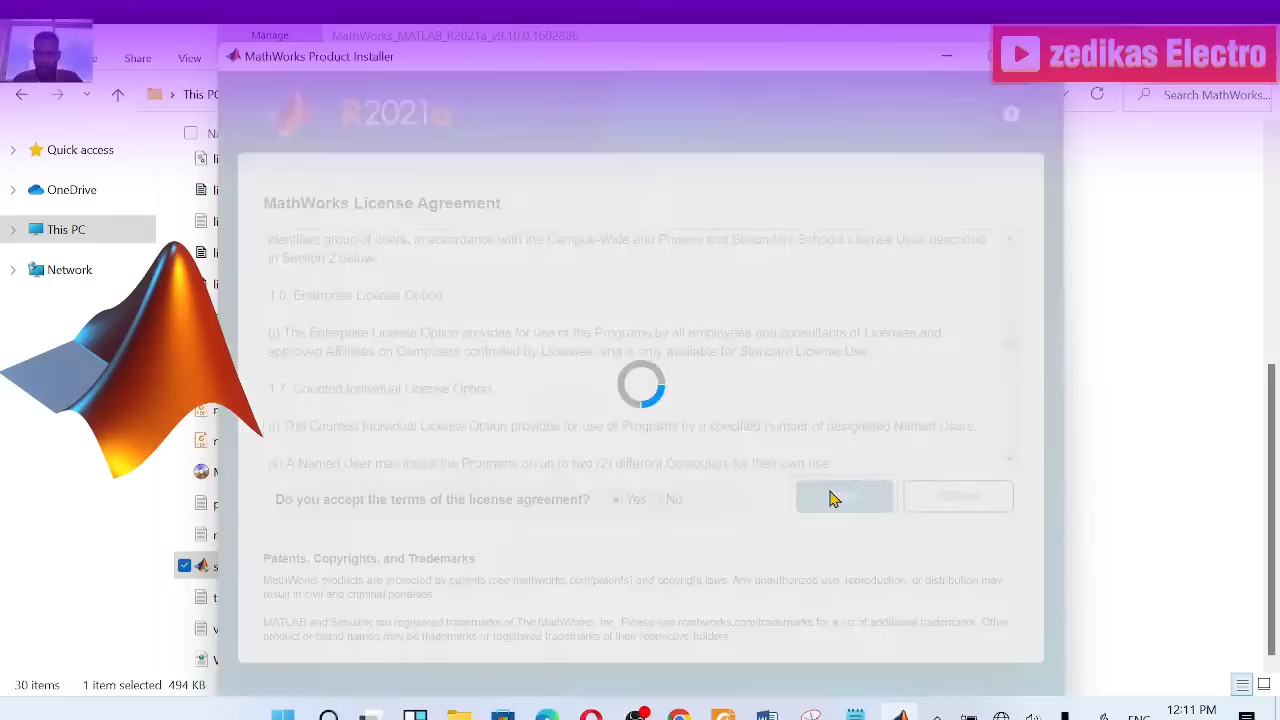 Manage
MathWorks_MATLAB_R2021a_v9.10.0.1602886
zedikas Electro
MathWorks Product Installer
Share
View
R2021a
This PC
Search MathWorks...
Quick access
OneDrive
This PC
Network
MathWorks License Agreement
identified group of users, in accordance with the Campus-Wide and Primary and Secondary Schools License Uses described
in Section 2 below.
1.6. Enterprise License Option
(i) The Enterprise License Option provides for use of the Programs by all employees and consultants of Licensee and
approved Affiliates on Computers controlled by Licensee, and is only available for Standard License Use.
1.7. Counted Individual License Option
(i) The Counted Individual License Option provides for use of Programs by a specified number of designated Named Users.
(ii) A Named User may install the Programs on up to two (2) different Computers for their own use
Do you accept the terms of the license agreement? Yes No
Patents, Copyrights, and Trademarks
MathWorks products are protected by patents (see mathworks.com/patents) and copyright laws. Any unauthorized use, reproduction, or distribution may
result in civil and criminal penalties.
MATLAB and Simulink are registered trademarks of The MathWorks, Inc. Please see mathworks.com/trademarks for a list of additional trademarks. Other
product or brand names may be trademarks or registered trademarks of their respective holders.
30 items
1 item selected 494 KB
12:11 PM